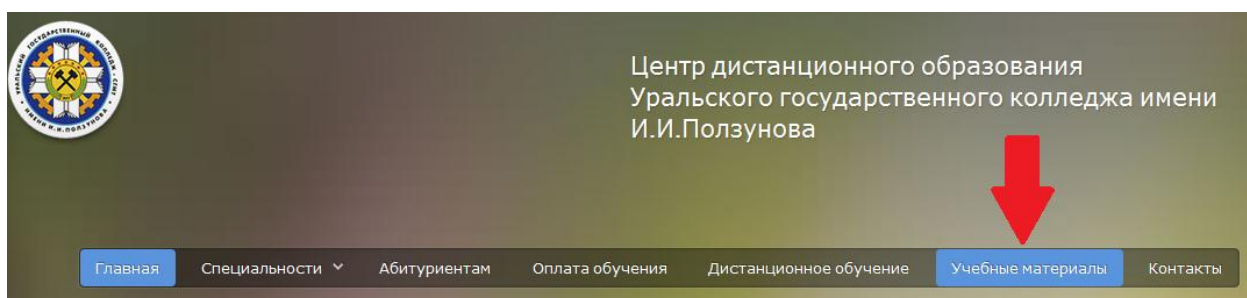 Центр дистанционного образования
Уральского государственного колледжа имени
И.И.Ползунова
Главная Специальности Абитуриентам Оплата обучения Дистанционное обучение Учебные материалы Контакты